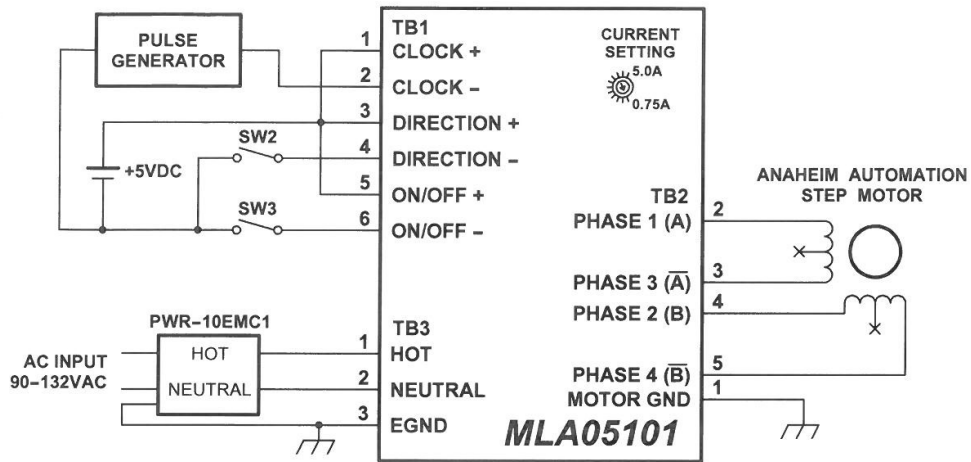 PULSE
GENERATOR
+5VDC
SW2
SW3
TB1
1 CLOCK +
2 CLOCK –
3 DIRECTION +
4 DIRECTION –
5 ON/OFF +
6 ON/OFF –
CURRENT
SETTING
5.0A
0.75A
ANAHEIM AUTOMATION
STEP MOTOR
TB2
PHASE 1 (A) 2
PHASE 3 (A̅) 3
PHASE 2 (B) 4
PHASE 4 (B̅) 5
MOTOR GND 1
PWR–10EMC1
HOT
NEUTRAL
AC INPUT
90–132VAC
TB3
1 HOT
2 NEUTRAL
3 EGND
MLA05101